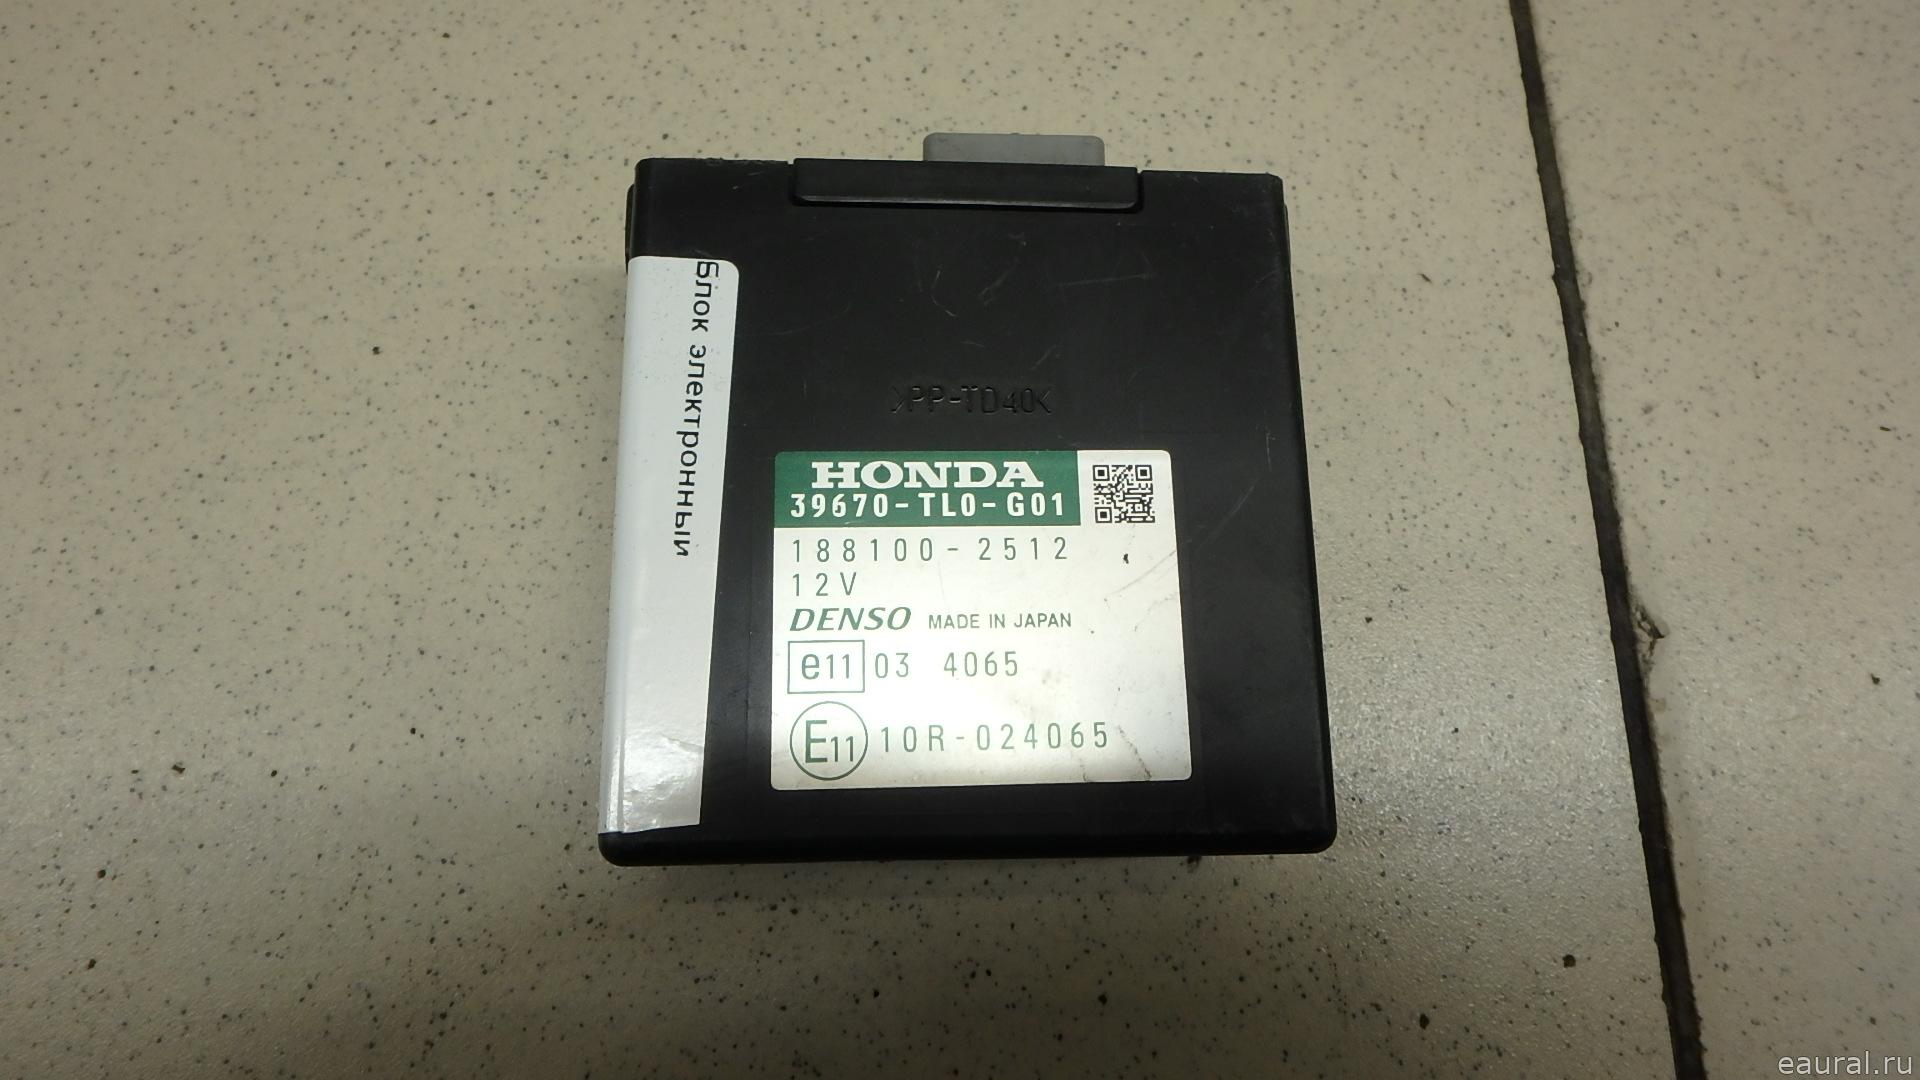 Блок электронный
>PP-TD40<
HONDA
39670-TL0-G01
188100-2512
12V
DENSO MADE IN JAPAN
e11 03 4065
E11 10R-024065
eaural.ru